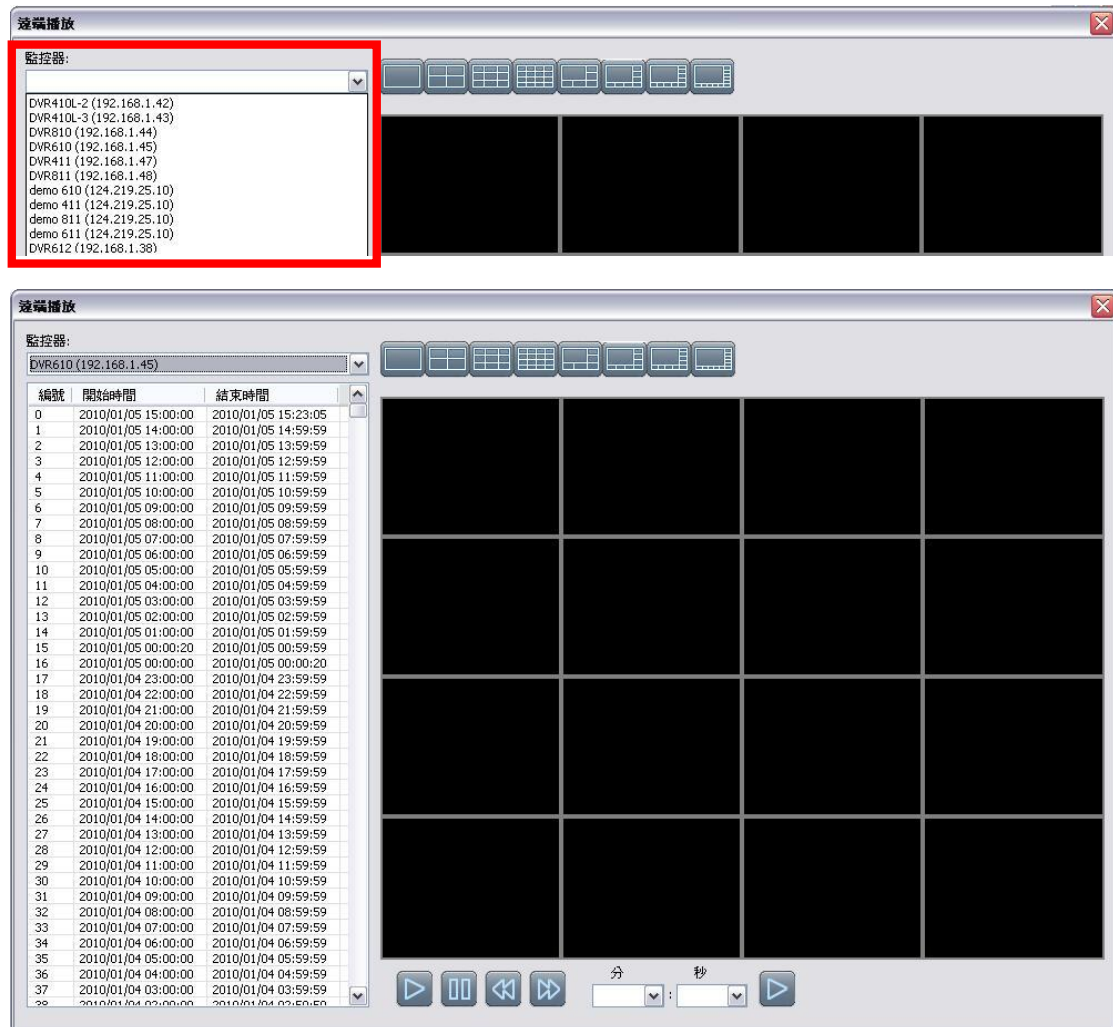 遠端播放
監控器:
DVR410L-2 (192.168.1.42)
DVR410L-3 (192.168.1.43)
DVR810 (192.168.1.44)
DVR610 (192.168.1.45)
DVR411 (192.168.1.47)
DVR811 (192.168.1.48)
demo 610 (124.219.25.10)
demo 411 (124.219.25.10)
demo 811 (124.219.25.10)
demo 611 (124.219.25.10)
DVR612 (192.168.1.38)
遠端播放
監控器:
DVR610 (192.168.1.45)
編號 開始時間 結束時間
0 2010/01/05 15:00:00 2010/01/05 15:23:05
1 2010/01/05 14:00:00 2010/01/05 14:59:59
2 2010/01/05 13:00:00 2010/01/05 13:59:59
3 2010/01/05 12:00:00 2010/01/05 12:59:59
4 2010/01/05 11:00:00 2010/01/05 11:59:59
5 2010/01/05 10:00:00 2010/01/05 10:59:59
6 2010/01/05 09:00:00 2010/01/05 09:59:59
7 2010/01/05 08:00:00 2010/01/05 08:59:59
8 2010/01/05 07:00:00 2010/01/05 07:59:59
9 2010/01/05 06:00:00 2010/01/05 06:59:59
10 2010/01/05 05:00:00 2010/01/05 05:59:59
11 2010/01/05 04:00:00 2010/01/05 04:59:59
12 2010/01/05 03:00:00 2010/01/05 03:59:59
13 2010/01/05 02:00:00 2010/01/05 02:59:59
14 2010/01/05 01:00:00 2010/01/05 01:59:59
15 2010/01/05 00:00:20 2010/01/05 00:59:59
16 2010/01/05 00:00:00 2010/01/05 00:00:20
17 2010/01/04 23:00:00 2010/01/04 23:59:59
18 2010/01/04 22:00:00 2010/01/04 22:59:59
19 2010/01/04 21:00:00 2010/01/04 21:59:59
20 2010/01/04 20:00:00 2010/01/04 20:59:59
21 2010/01/04 19:00:00 2010/01/04 19:59:59
22 2010/01/04 18:00:00 2010/01/04 18:59:59
23 2010/01/04 17:00:00 2010/01/04 17:59:59
24 2010/01/04 16:00:00 2010/01/04 16:59:59
25 2010/01/04 15:00:00 2010/01/04 15:59:59
26 2010/01/04 14:00:00 2010/01/04 14:59:59
27 2010/01/04 13:00:00 2010/01/04 13:59:59
28 2010/01/04 12:00:00 2010/01/04 12:59:59
29 2010/01/04 11:00:00 2010/01/04 11:59:59
30 2010/01/04 10:00:00 2010/01/04 10:59:59
31 2010/01/04 09:00:00 2010/01/04 09:59:59
32 2010/01/04 08:00:00 2010/01/04 08:59:59
33 2010/01/04 07:00:00 2010/01/04 07:59:59
34 2010/01/04 06:00:00 2010/01/04 06:59:59
35 2010/01/04 05:00:00 2010/01/04 05:59:59
36 2010/01/04 04:00:00 2010/01/04 04:59:59
37 2010/01/04 03:00:00 2010/01/04 03:59:59
38 2010/01/04 02:00:00 2010/01/04 02:59:59
分 秒
: